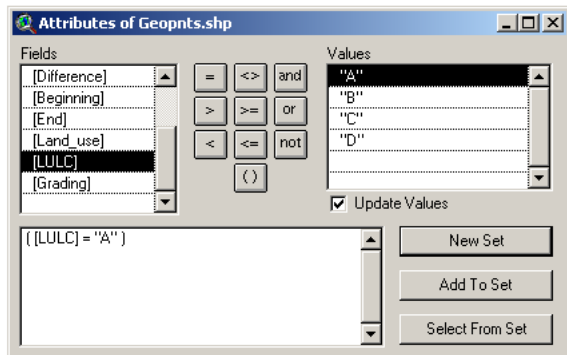 Attributes of Geopnts.shp
Fields
[Difference]
[Beginning]
[End]
[Land_use]
[LULC]
[Grading]
= <> and
> >= or
< <= not
( )
Values
"A"
"B"
"C"
"D"
Update Values
( [LULC] = "A" )
New Set
Add To Set
Select From Set